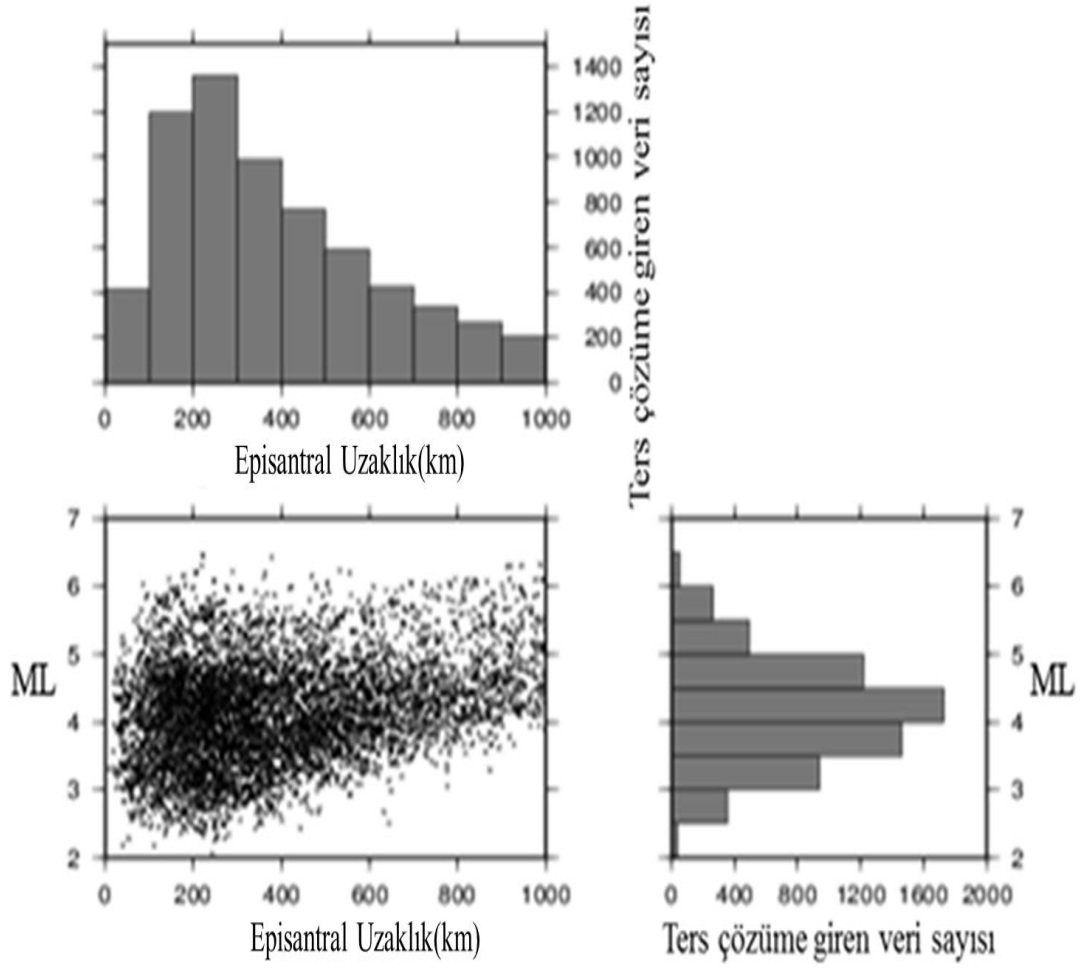 1400
1200
1000
800
600
400
200
0
Ters çözüme giren veri sayısı
0 200 400 600 800 1000
Episantral Uzaklık(km)
7
6
5
4
3
2
ML
0 200 400 600 800 1000
Episantral Uzaklık(km)
7
6
5
4
3
2
ML
0 400 800 1200 1600 2000
Ters çözüme giren veri sayısı